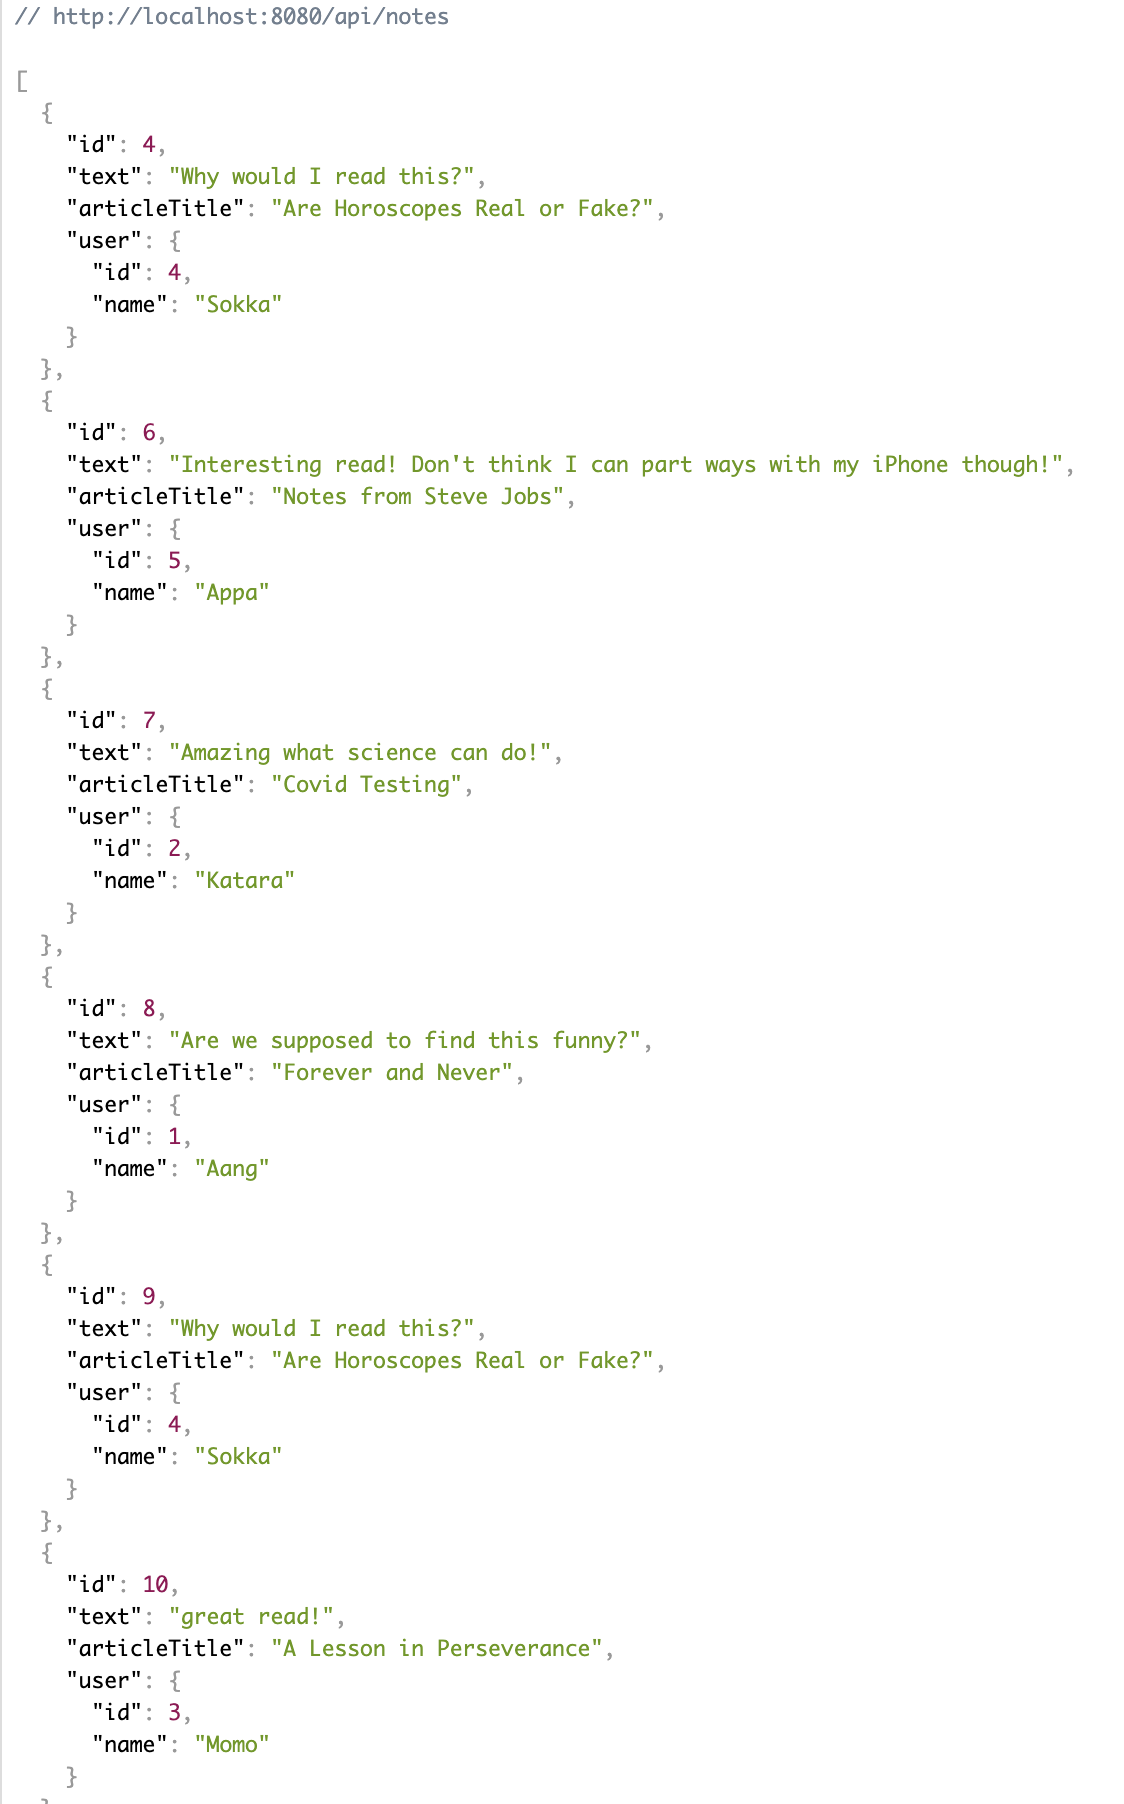 // http://localhost:8080/api/notes
[
  {
    "id": 4,
    "text": "Why would I read this?",
    "articleTitle": "Are Horoscopes Real or Fake?",
    "user": {
      "id": 4,
      "name": "Sokka"
    }
  },
  {
    "id": 6,
    "text": "Interesting read! Don't think I can part ways with my iPhone though!",
    "articleTitle": "Notes from Steve Jobs",
    "user": {
      "id": 5,
      "name": "Appa"
    }
  },
  {
    "id": 7,
    "text": "Amazing what science can do!",
    "articleTitle": "Covid Testing",
    "user": {
      "id": 2,
      "name": "Katara"
    }
  },
  {
    "id": 8,
    "text": "Are we supposed to find this funny?",
    "articleTitle": "Forever and Never",
    "user": {
      "id": 1,
      "name": "Aang"
    }
  },
  {
    "id": 9,
    "text": "Why would I read this?",
    "articleTitle": "Are Horoscopes Real or Fake?",
    "user": {
      "id": 4,
      "name": "Sokka"
    }
  },
  {
    "id": 10,
    "text": "great read!",
    "articleTitle": "A Lesson in Perseverance",
    "user": {
      "id": 3,
      "name": "Momo"
    }